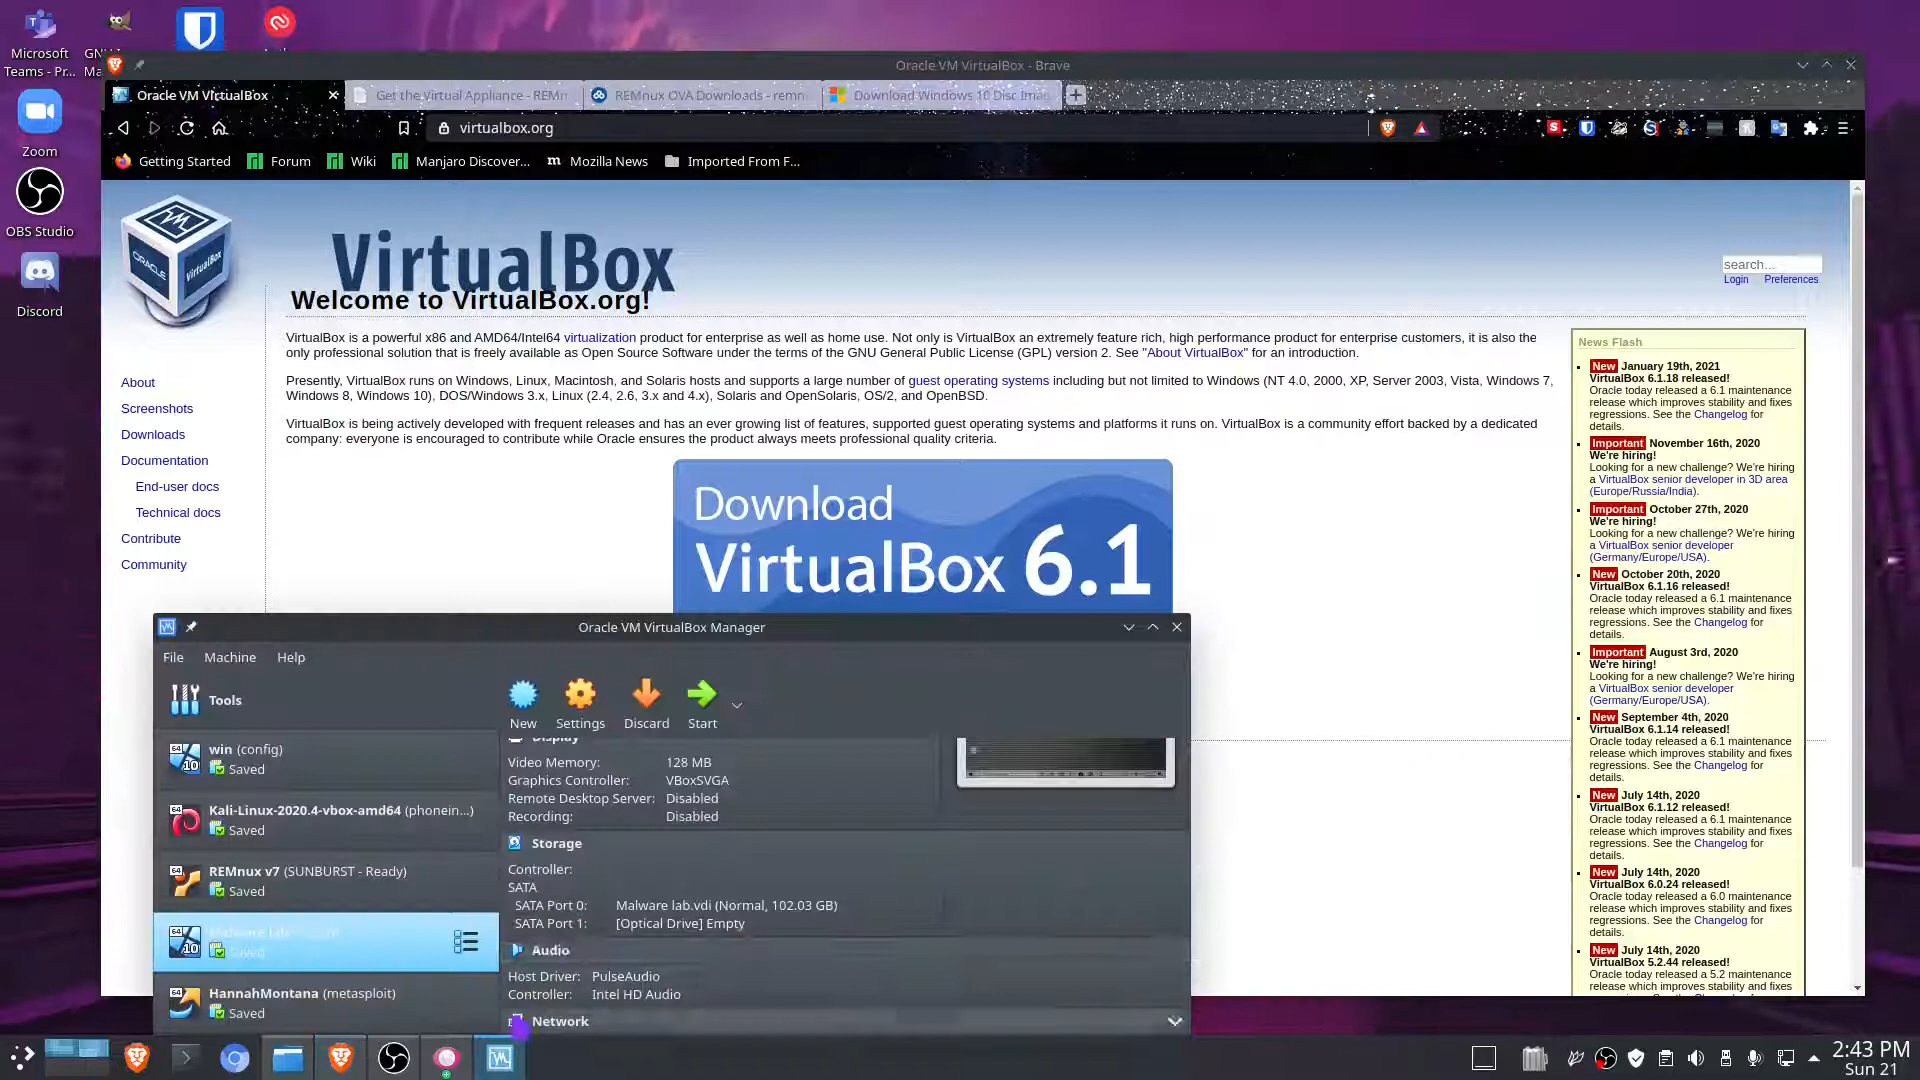 Microsoft
Teams - Pr...
Zoom
OBS Studio
Discord
Oracle VM VirtualBox - Brave
Oracle VM VirtualBox
Get the Virtual Appliance - REMn
REMnux OVA Downloads - remn
Download Windows 10 Disc Imag
virtualbox.org
Getting Started
Forum
Wiki
Manjaro Discover...
Mozilla News
Imported From F...
ORACLE
VirtualBox
VirtualBox
search...
Login
Preferences
Welcome to VirtualBox.org!
VirtualBox is a powerful x86 and AMD64/Intel64 virtualization product for enterprise as well as home use. Not only is VirtualBox an extremely feature rich, high performance product for enterprise customers, it is also the
only professional solution that is freely available as Open Source Software under the terms of the GNU General Public License (GPL) version 2. See "About VirtualBox" for an introduction.
Presently, VirtualBox runs on Windows, Linux, Macintosh, and Solaris hosts and supports a large number of guest operating systems including but not limited to Windows (NT 4.0, 2000, XP, Server 2003, Vista, Windows 7,
Windows 8, Windows 10), DOS/Windows 3.x, Linux (2.4, 2.6, 3.x and 4.x), Solaris and OpenSolaris, OS/2, and OpenBSD.
VirtualBox is being actively developed with frequent releases and has an ever growing list of features, supported guest operating systems and platforms it runs on. VirtualBox is a community effort backed by a dedicated
company: everyone is encouraged to contribute while Oracle ensures the product always meets professional quality criteria.
About
Screenshots
Downloads
Documentation
End-user docs
Technical docs
Contribute
Community
Download
VirtualBox 6.1
News Flash
New January 19th, 2021
VirtualBox 6.1.18 released!
Oracle today released a 6.1 maintenance
release which improves stability and fixes
regressions. See the Changelog for
details.
Important November 16th, 2020
We're hiring!
Looking for a new challenge? We're hiring
a VirtualBox senior developer in 3D area
(Europe/Russia/India).
Important October 27th, 2020
We're hiring!
Looking for a new challenge? We're hiring
a VirtualBox senior developer
(Germany/Europe/USA).
New October 20th, 2020
VirtualBox 6.1.16 released!
Oracle today released a 6.1 maintenance
release which improves stability and fixes
regressions. See the Changelog for
details.
Important August 3rd, 2020
We're hiring!
Looking for a new challenge? We're hiring
a VirtualBox senior developer
(Germany/Europe/USA).
New September 4th, 2020
VirtualBox 6.1.14 released!
Oracle today released a 6.1 maintenance
release which improves stability and fixes
regressions. See the Changelog for
details.
New July 14th, 2020
VirtualBox 6.1.12 released!
Oracle today released a 6.1 maintenance
release which improves stability and fixes
regressions. See the Changelog for
details.
New July 14th, 2020
VirtualBox 6.0.24 released!
Oracle today released a 6.0 maintenance
release which improves stability and fixes
regressions. See the Changelog for
details.
New July 14th, 2020
VirtualBox 5.2.44 released!
Oracle today released a 5.2 maintenance
release which improves stability and fixes
Oracle VM VirtualBox Manager
File
Machine
Help
Tools
New
Settings
Discard
Start
win (config)
Saved
Kali-Linux-2020.4-vbox-amd64 (phonein...)
Saved
REMnux v7 (SUNBURST - Ready)
Saved
Malware lab
Saved
HannahMontana (metasploit)
Saved
Display
Video Memory: 128 MB
Graphics Controller: VBoxSVGA
Remote Desktop Server: Disabled
Recording: Disabled
Storage
Controller:
SATA
SATA Port 0: Malware lab.vdi (Normal, 102.03 GB)
SATA Port 1: [Optical Drive] Empty
Audio
Host Driver: PulseAudio
Controller: Intel HD Audio
Network
2:43 PM
Sun 21